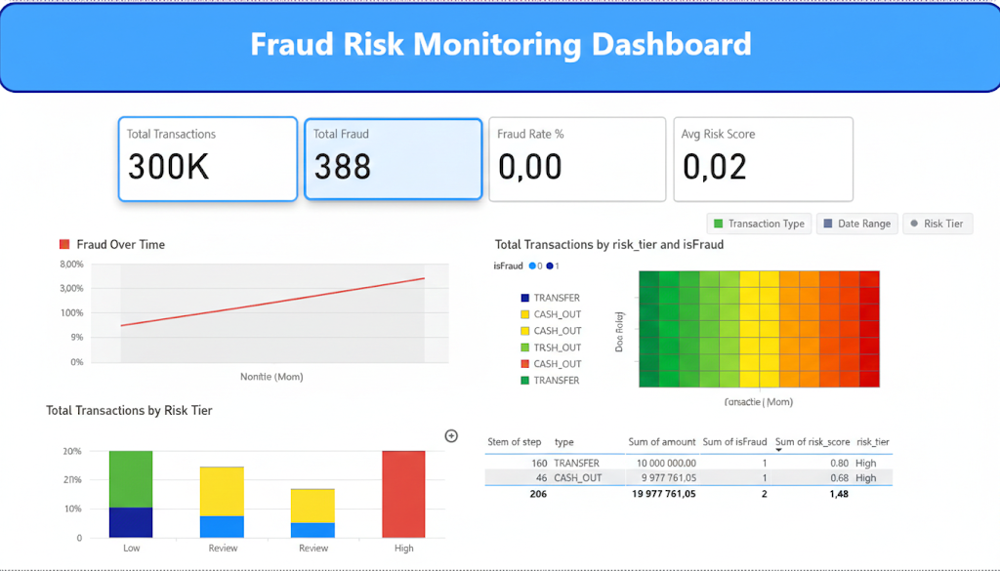 Fraud Risk Monitoring Dashboard
Total Transactions
300K
Total Fraud
388
Fraud Rate %
0,00
Avg Risk Score
0,02
Transaction Type
Date Range
Risk Tier
Fraud Over Time
8,00%
3,00%
100%
9%
0%
(Mom)
Total Transactions by risk_tier and isFraud
isFraud 0 1
TRANSFER
CASH_OUT
CASH_OUT
TRSH_OUT
CASH_OUT
TRANSFER
(Mom)
Total Transactions by Risk Tier
20%
10%
0
Low Review Review High
Stem of step type Sum of amount Sum of isFraud Sum of risk_score risk_tier
160 TRANSFER 10 000 000,00 1 0.80 High
46 CASH_OUT 9 977 761,05 1 0.68 High
206 19 977 761,05 2 1,48